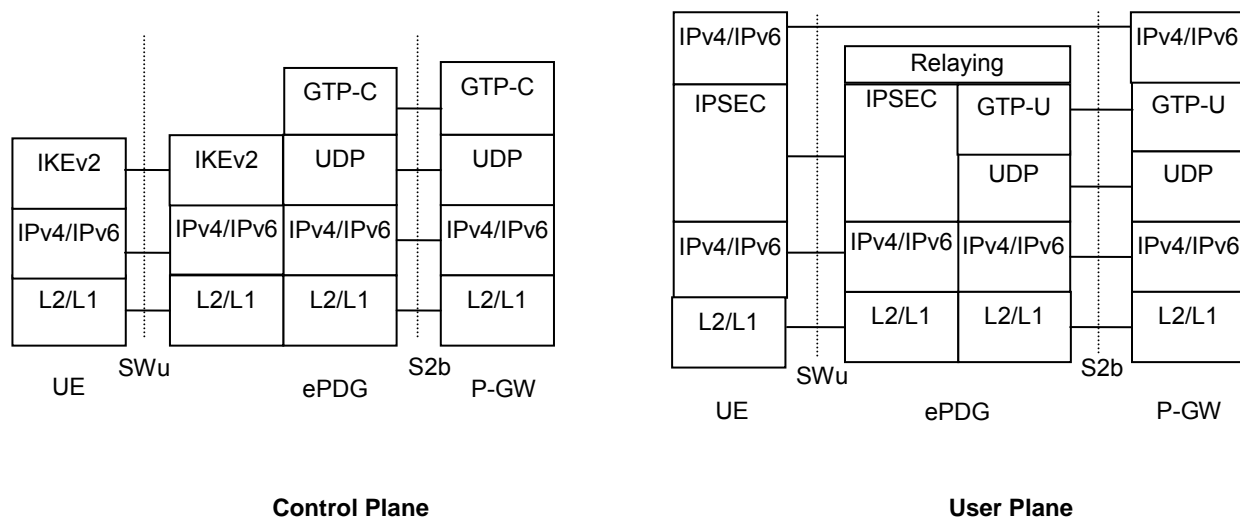 GTP-C GTP-C
IKEv2 IKEv2 UDP UDP
IPv4/IPv6 IPv4/IPv6 IPv4/IPv6 IPv4/IPv6
L2/L1 L2/L1 L2/L1 L2/L1
SWu S2b
UE ePDG P-GW
Control Plane
IPv4/IPv6 IPv4/IPv6
Relaying
IPSEC IPSEC GTP-U GTP-U
UDP UDP
IPv4/IPv6 IPv4/IPv6 IPv4/IPv6 IPv4/IPv6
L2/L1 L2/L1 L2/L1 L2/L1
SWu S2b
UE ePDG P-GW
User Plane